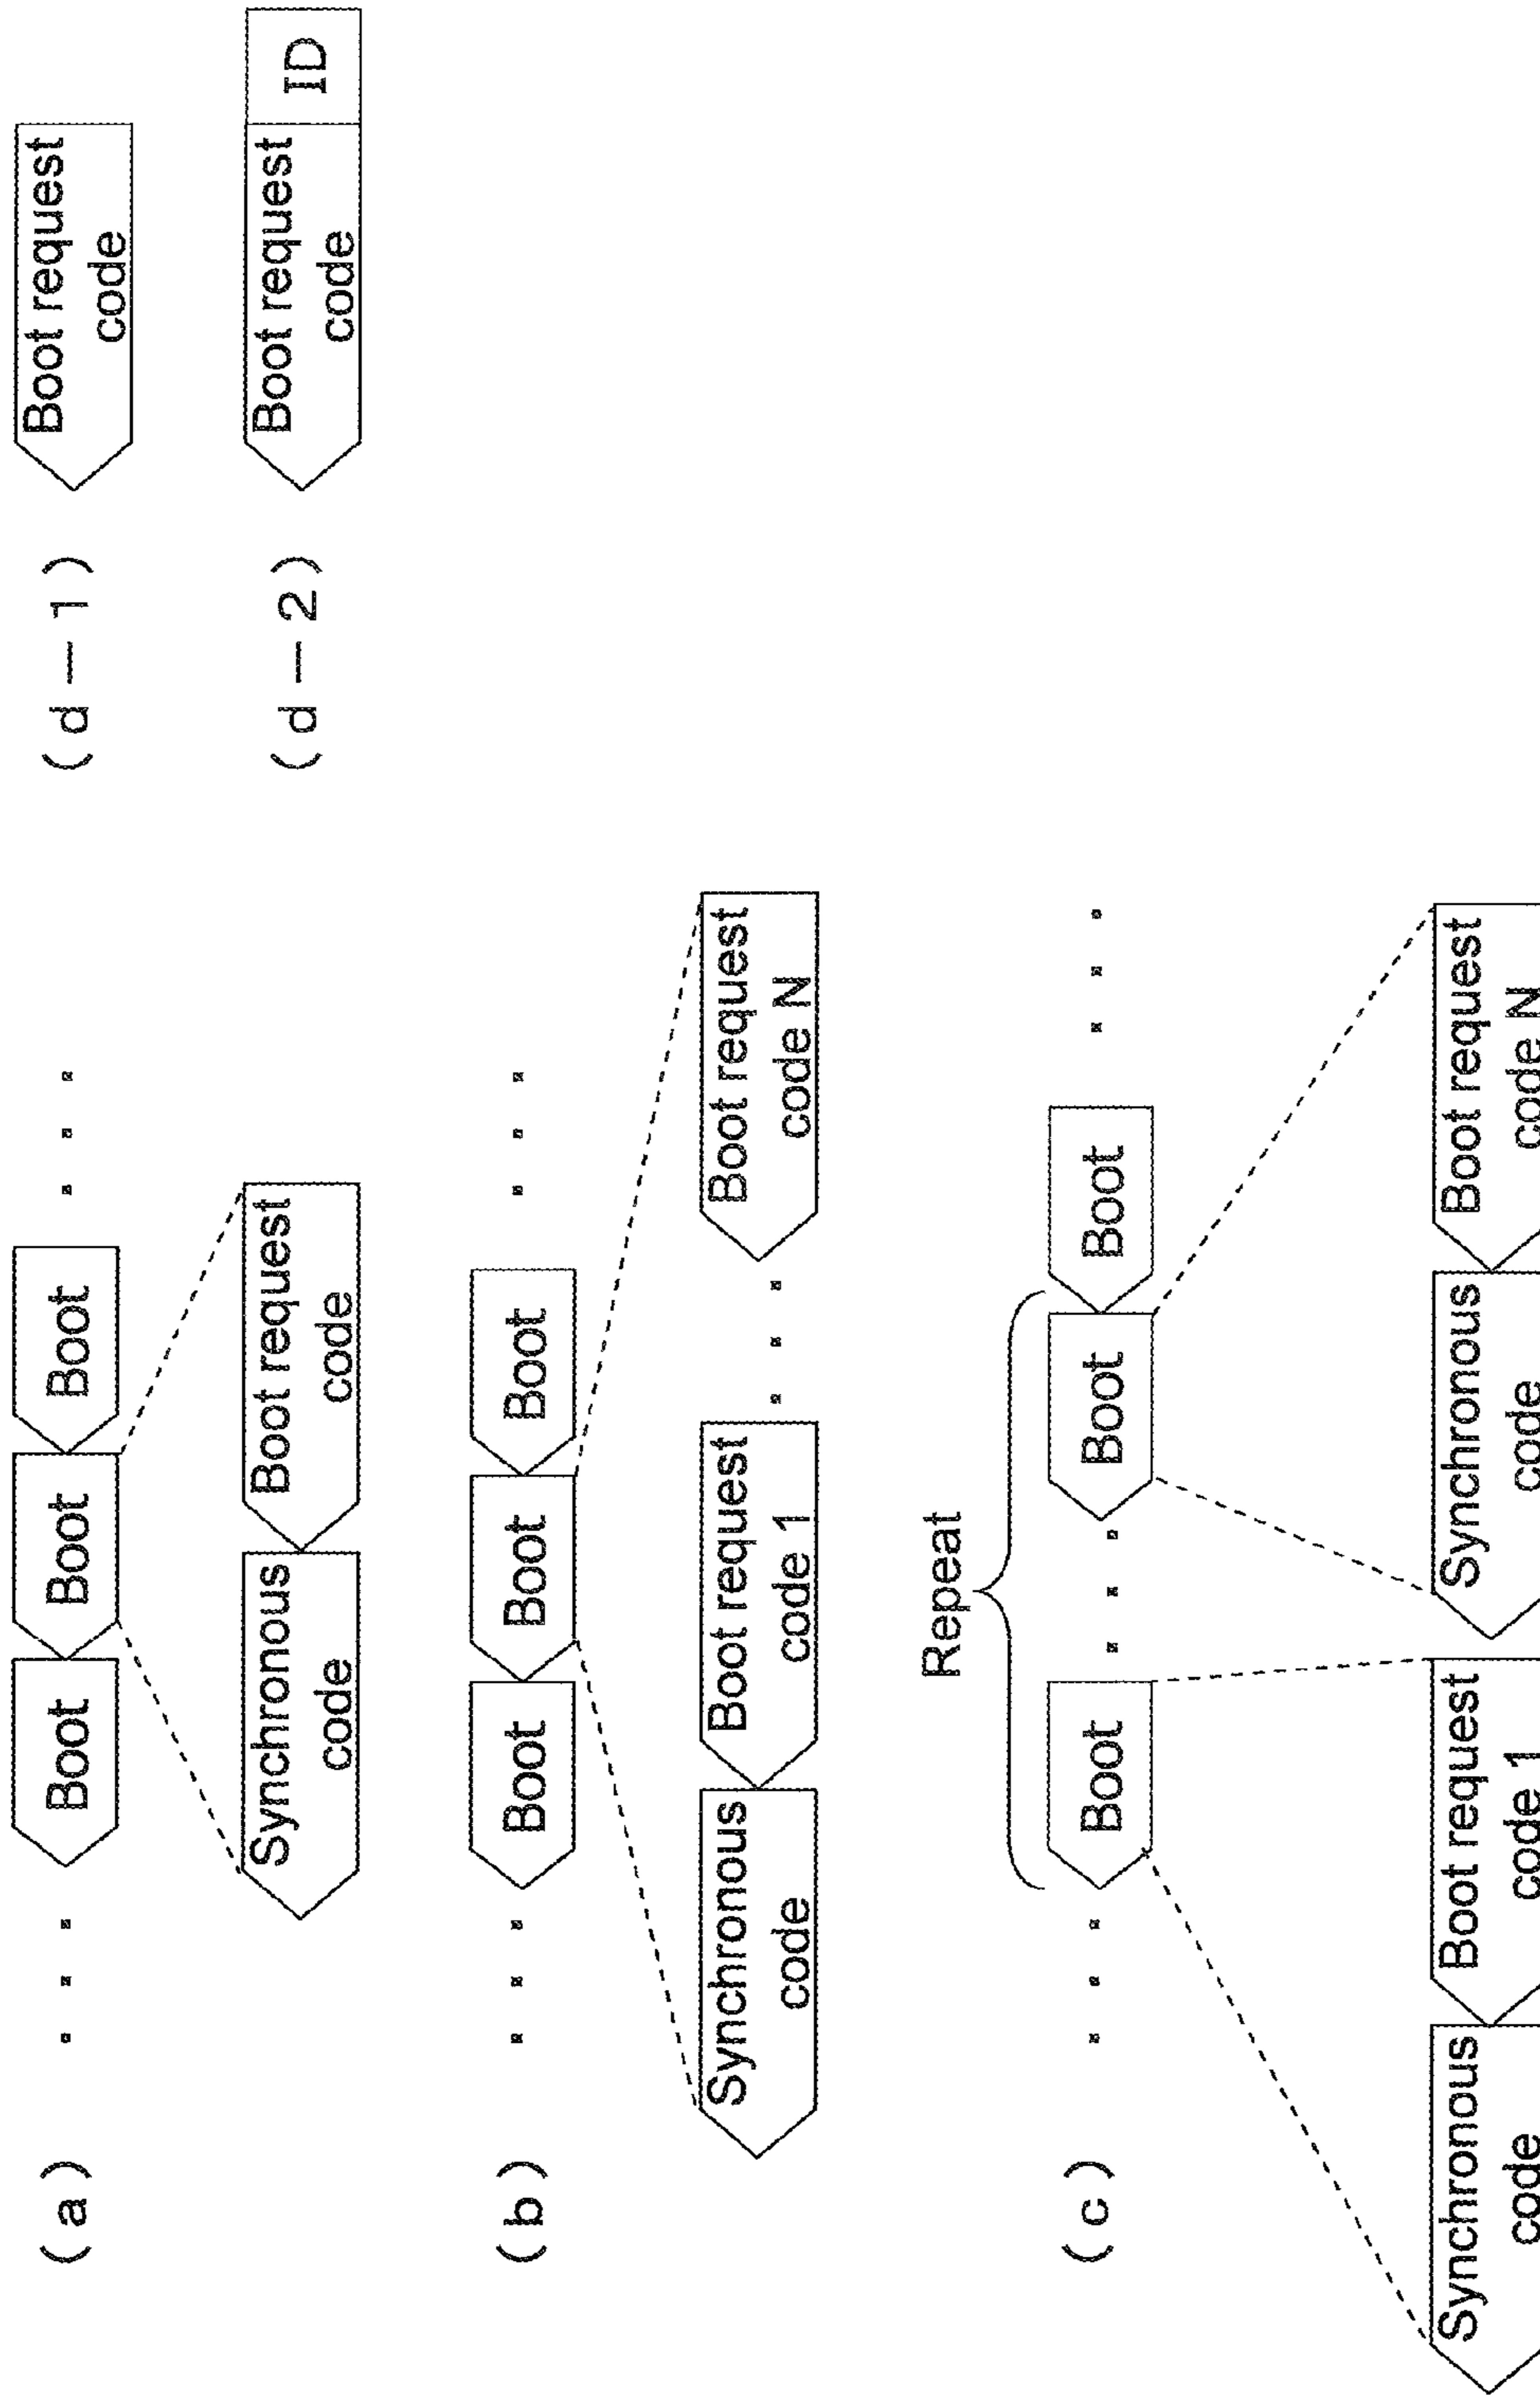 (a)
Boot Boot Boot
Synchronous Boot request
code code
(b)
Boot Boot Boot
Synchronous Boot request Boot request
code code 1 code N
Repeat
(c)
Boot Boot Boot
Synchronous Boot request Synchronous Boot request
code code 1 code code N
(d-1)
Boot request
code
(d-2)
Boot request ID
code